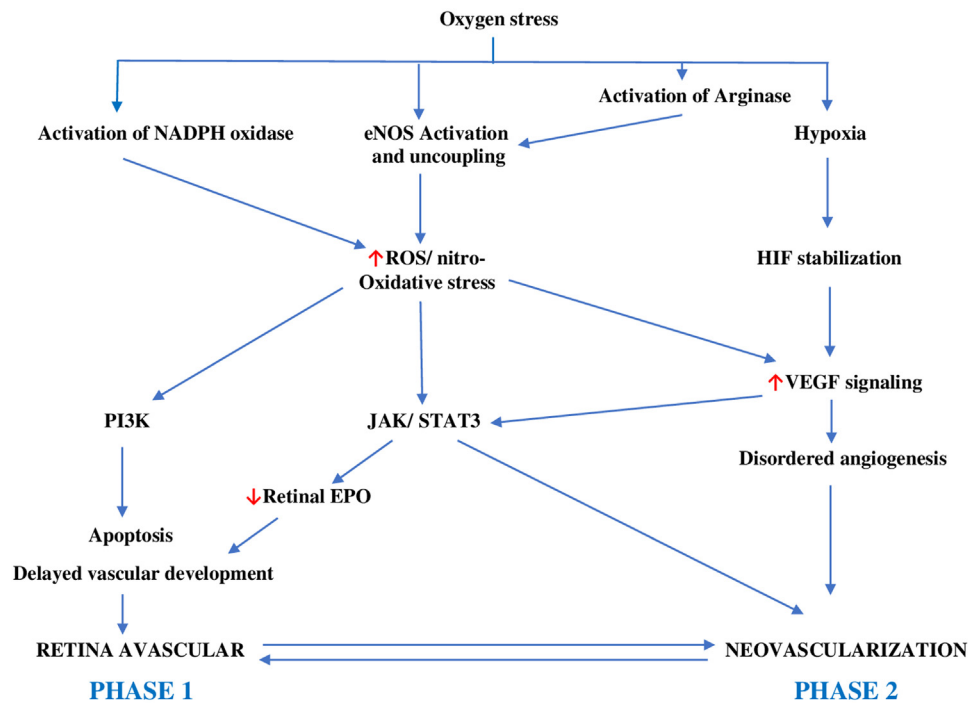 Oxygen stress
Activation of Arginase
Activation of NADPH oxidase
eNOS Activation
and uncoupling
Hypoxia
↑ROS/ nitro-
Oxidative stress
HIF stabilization
↑VEGF signaling
PI3K
JAK/ STAT3
Disordered angiogenesis
↓Retinal EPO
Apoptosis
Delayed vascular development
RETINA AVASCULAR
NEOVASCULARIZATION
PHASE 1
PHASE 2